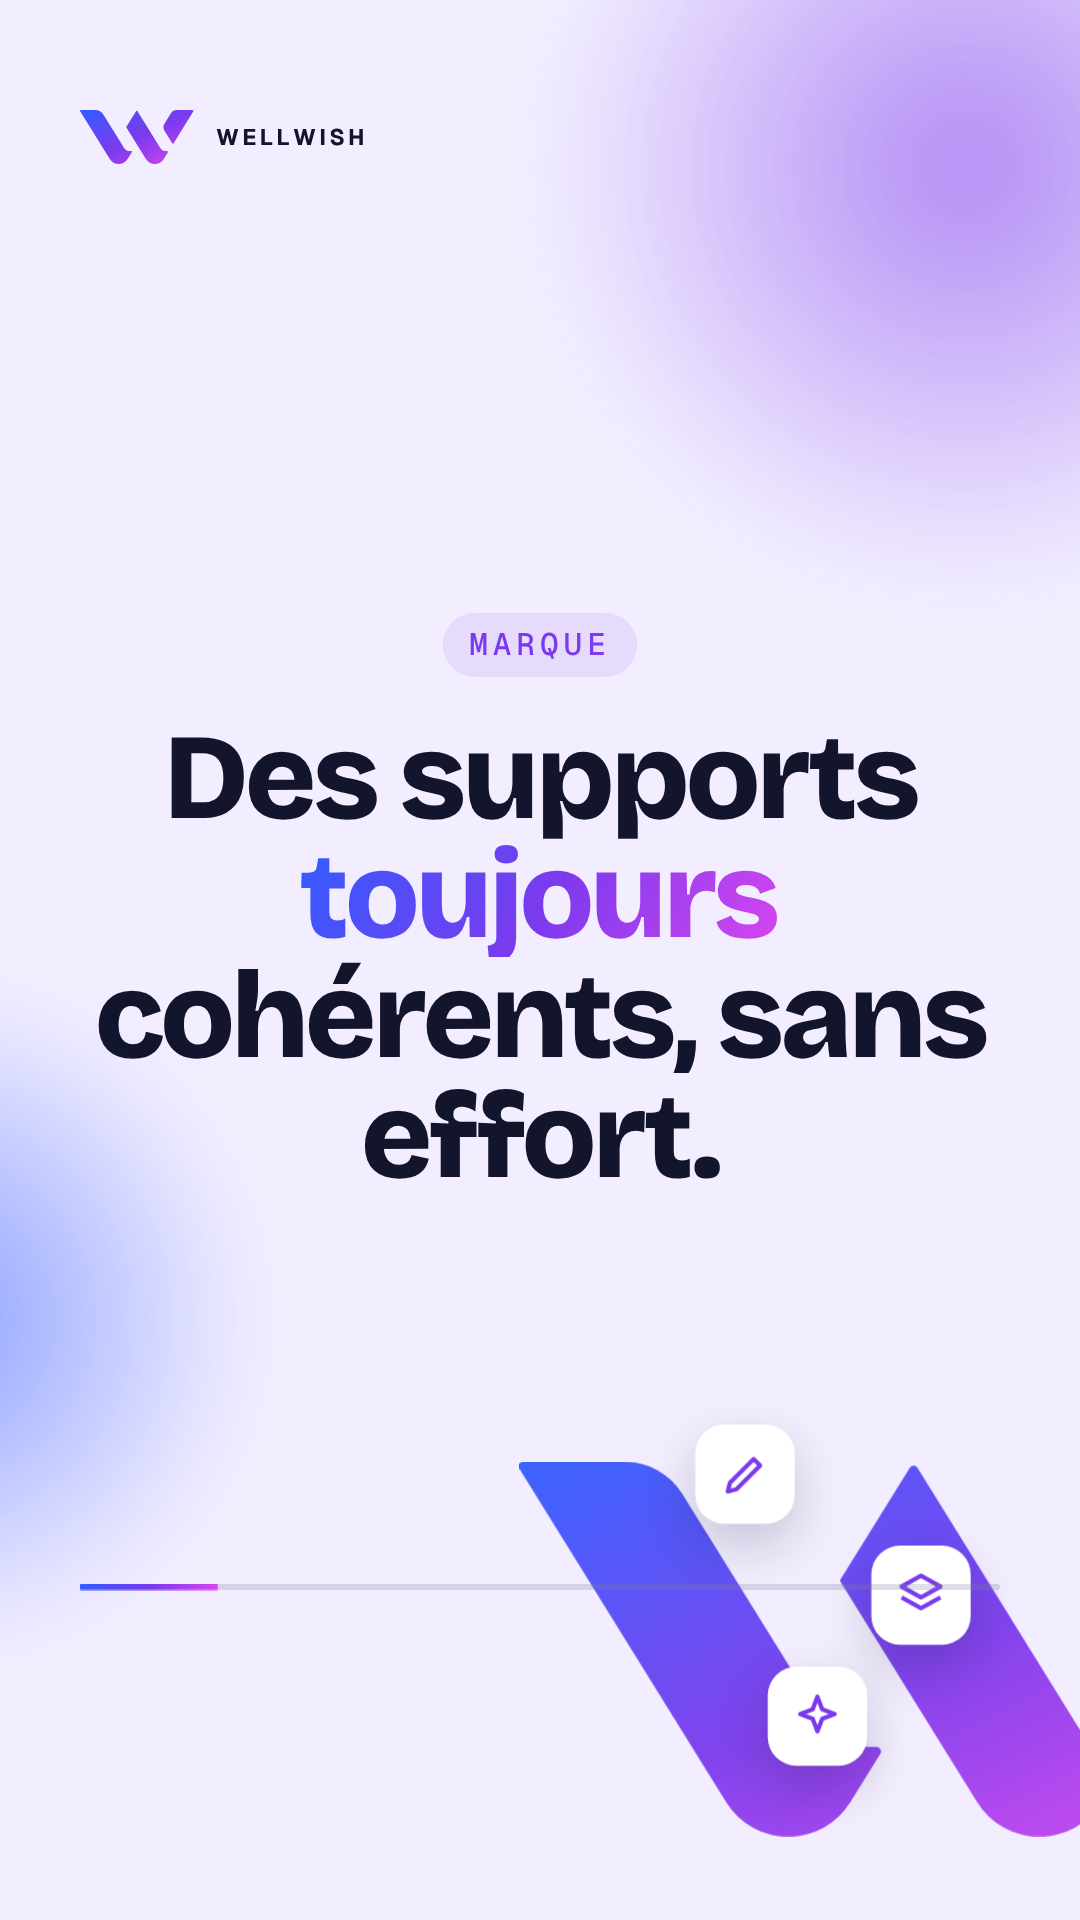 WELLWISH
MARQUE
Des supports
toujours
cohérents, sans
effort.